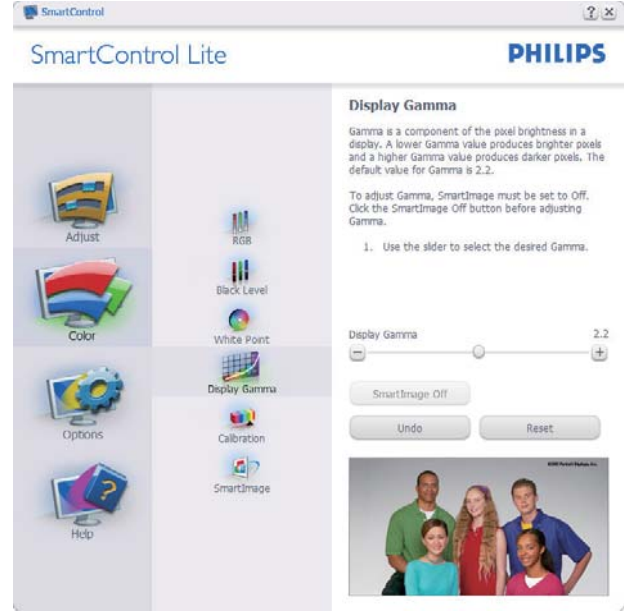 SmartControl
SmartControl Lite
PHILIPS
Adjust
Color
Options
Help
RGB
Black Level
White Point
Display Gamma
Calibration
SmartImage
Display Gamma
Gamma is a component of the pixel brightness in a
display. A lower Gamma value produces brighter pixels
and a higher Gamma value produces darker pixels. The
default value for Gamma is 2.2.
To adjust Gamma, SmartImage must be set to Off.
Click the SmartImage Off button before adjusting
Gamma.
1. Use the slider to select the desired Gamma.
Display Gamma 2.2
SmartImage Off
Undo
Reset